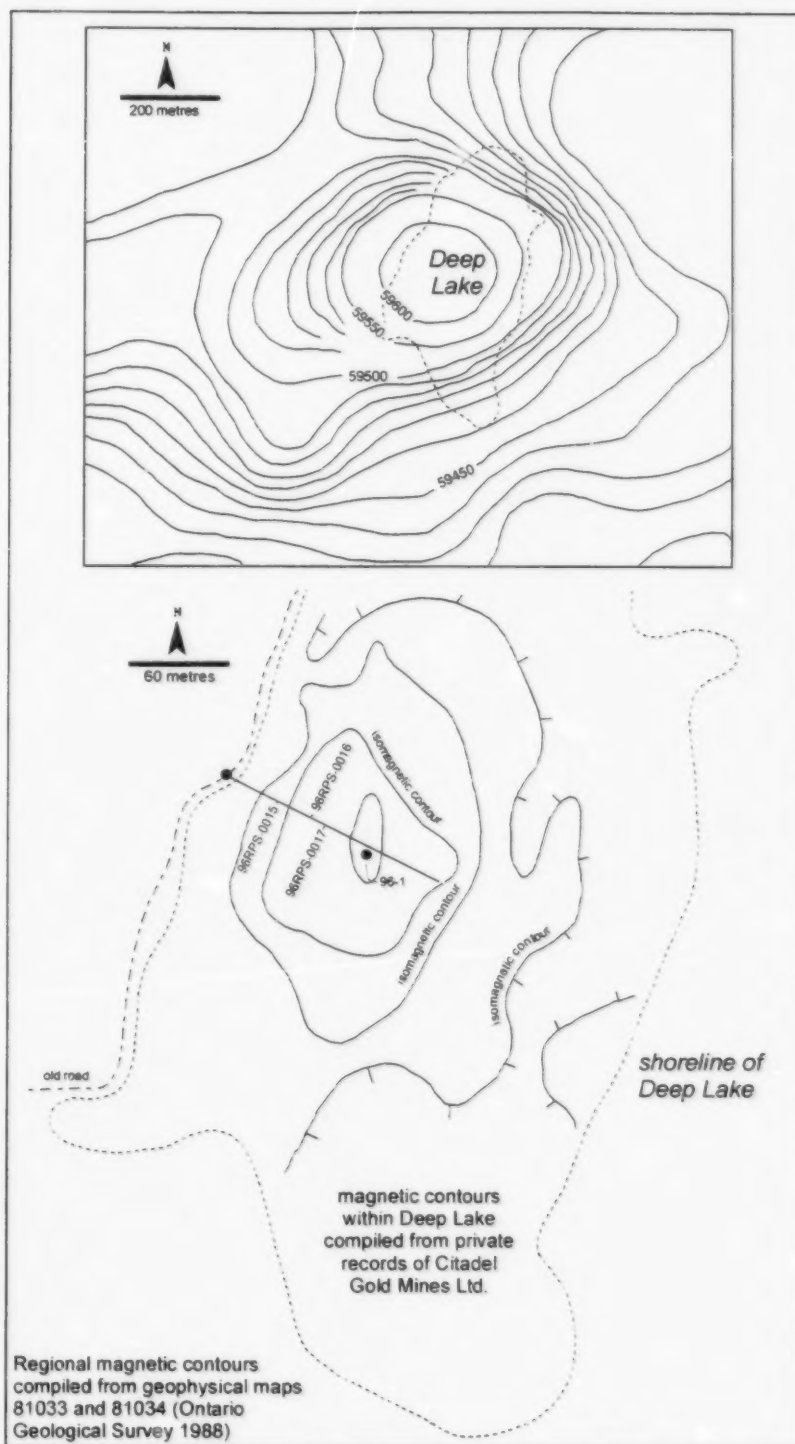 N
200 metres
Deep
Lake
59600
59550
59500
59450
N
60 metres
isomagnetic contour
96RPS-0016
96RPS-0015
96RPS-0017
96-1
isomagnetic contour
isomagnetic contour
old road
shoreline of
Deep Lake
magnetic contours
within Deep Lake
compiled from private
records of Citadel
Gold Mines Ltd.
Regional magnetic contours
compiled from geophysical maps
81033 and 81034 (Ontario
Geological Survey 1988)